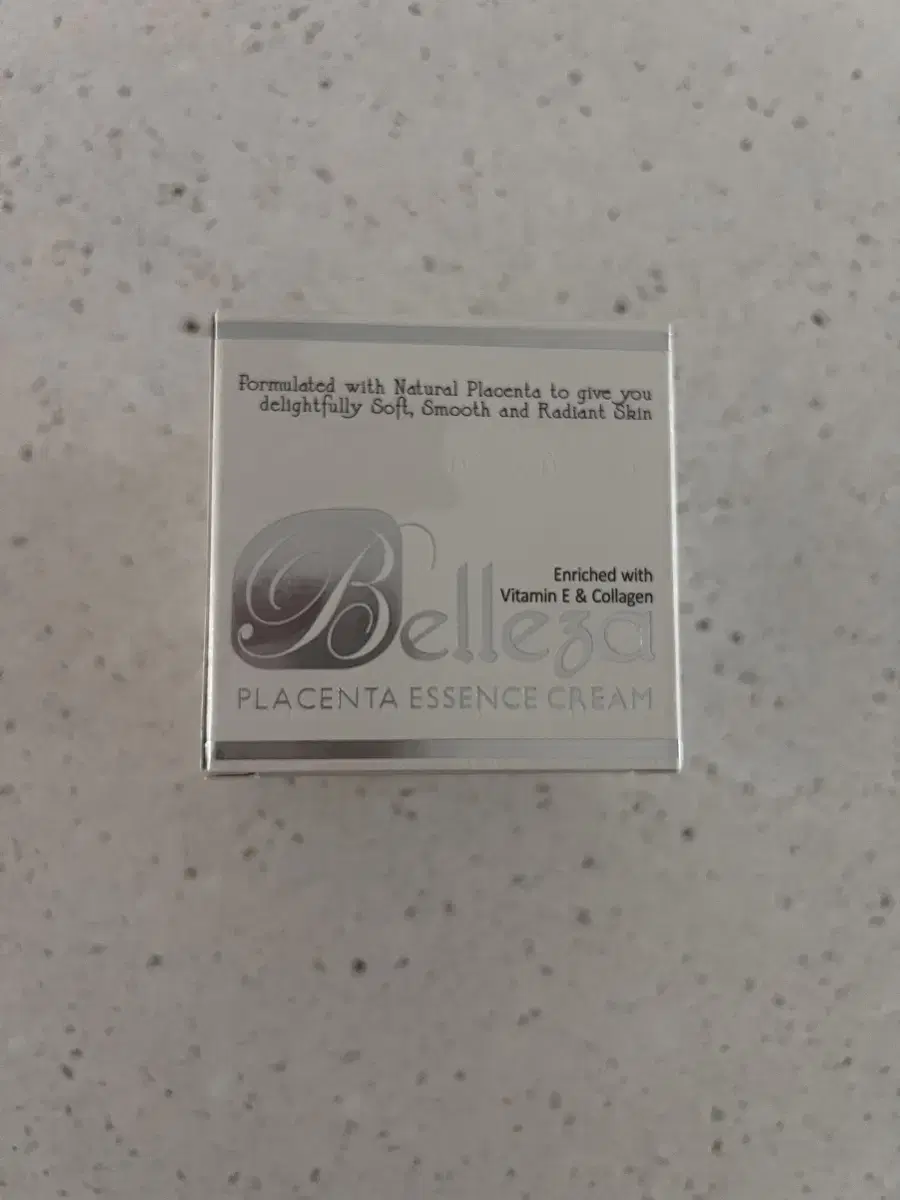 Formulated with Natural Placenta to give you
delightfully Soft, Smooth and Radiant Skin
Enriched with
Vitamin E & Collagen
Belleza
PLACENTA ESSENCE CREAM